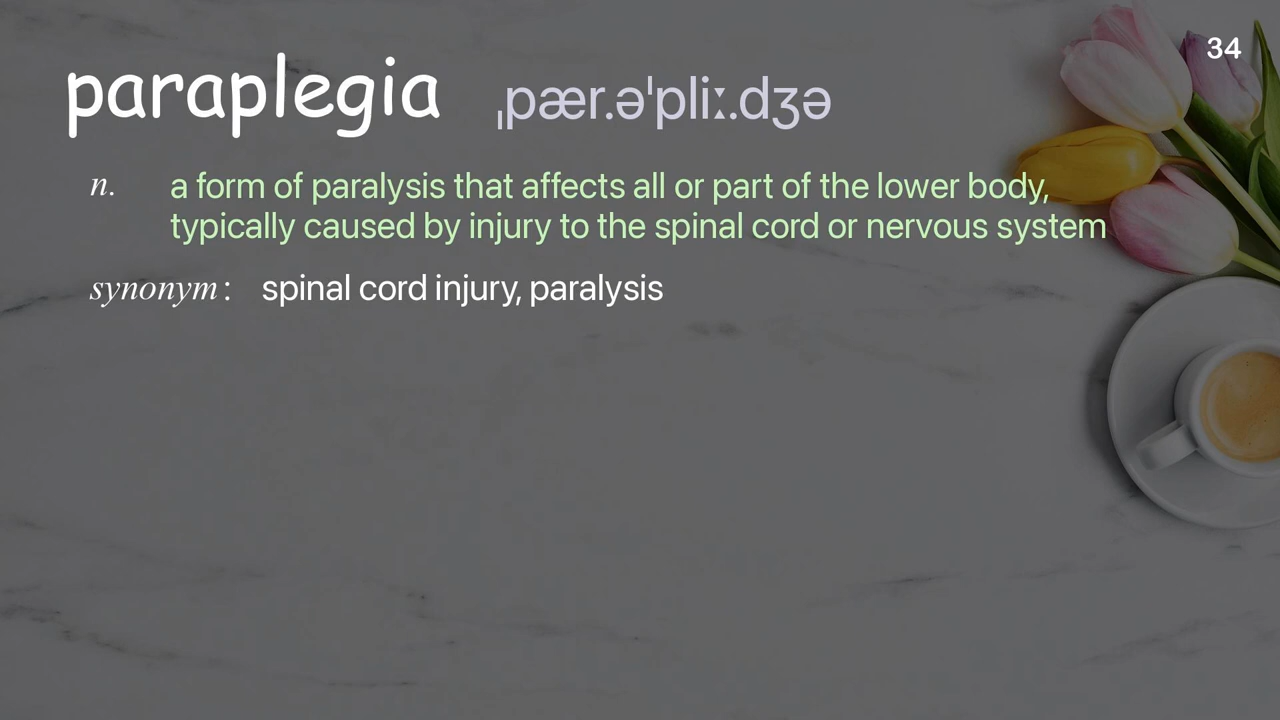 34
paraplegia ˌpær.əˈpliː.dʒə
n. a form of paralysis that affects all or part of the lower body,
typically caused by injury to the spinal cord or nervous system
synonym: spinal cord injury, paralysis